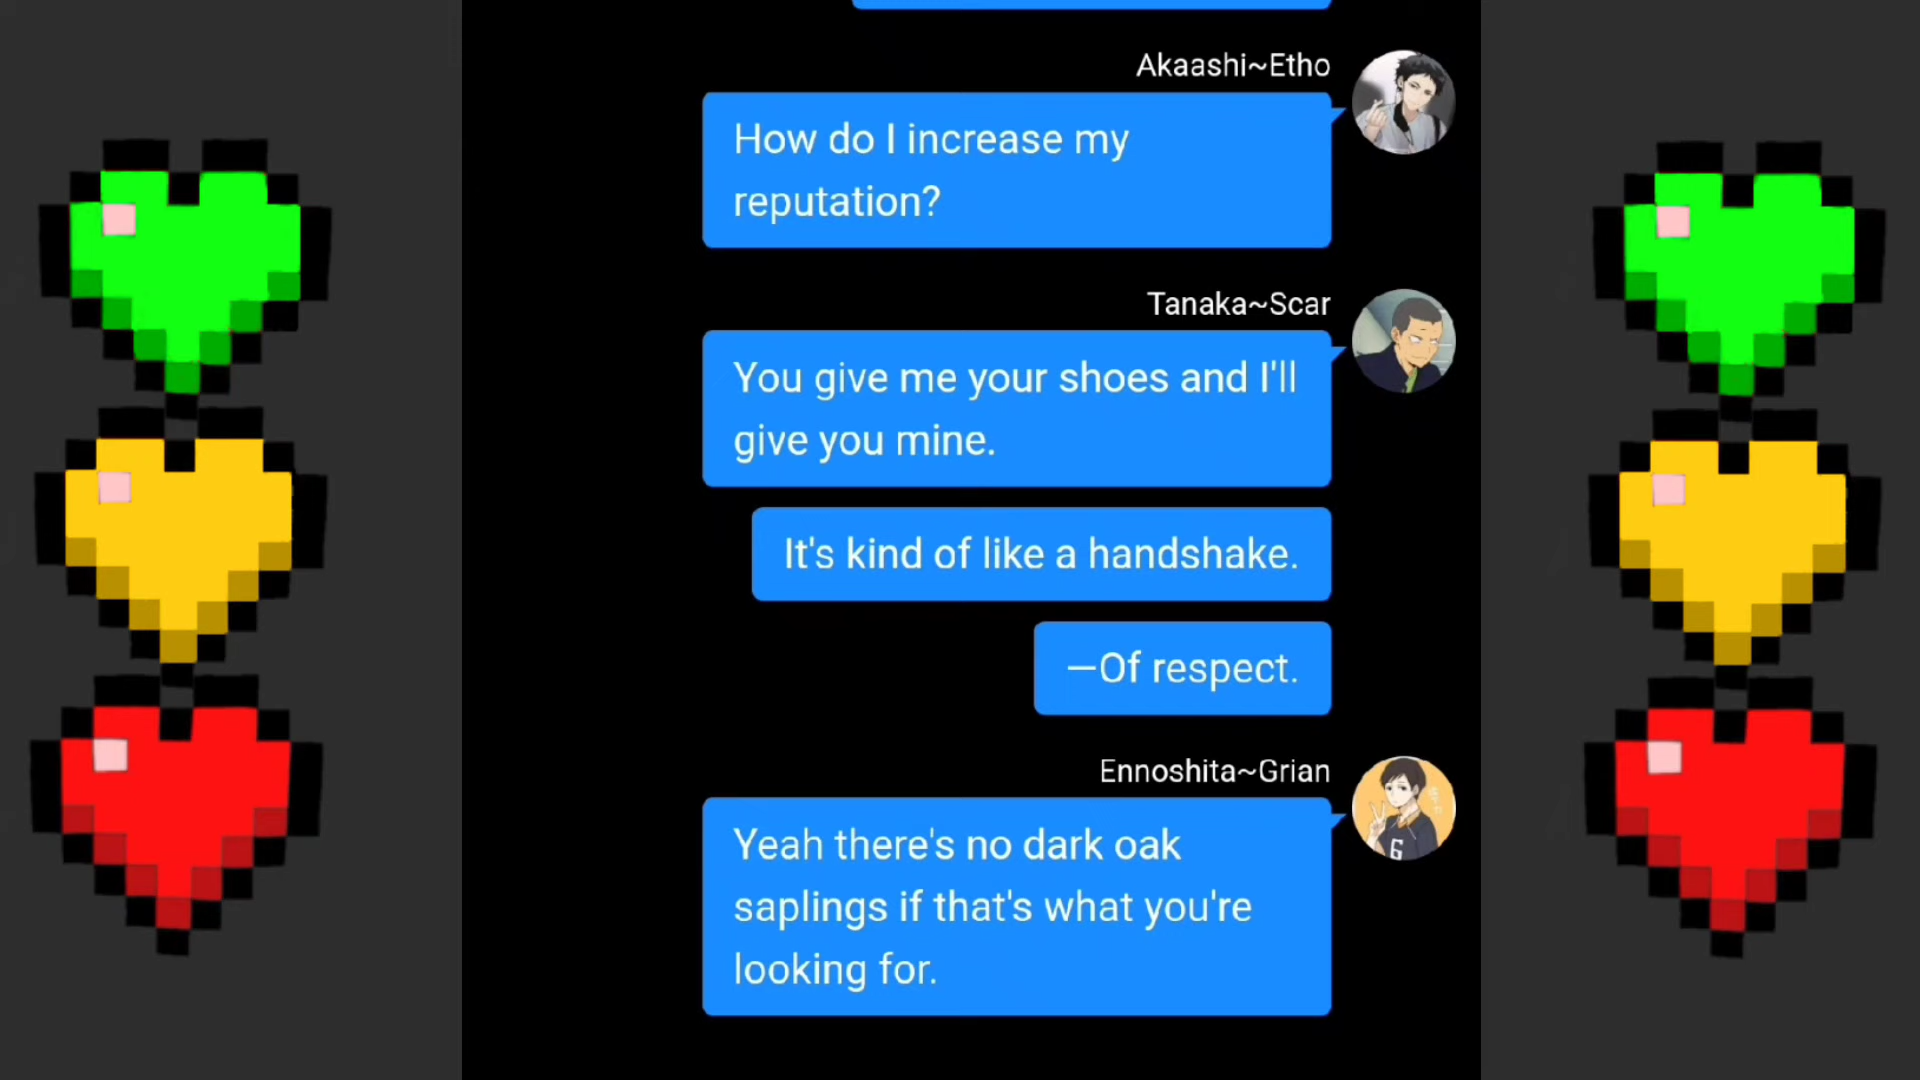 Akaashi~Etho
How do I increase my
reputation?
Tanaka~Scar
You give me your shoes and I'll
give you mine.
It's kind of like a handshake.
—Of respect.
Ennoshita~Grian
Yeah there's no dark oak
saplings if that's what you're
looking for.
6